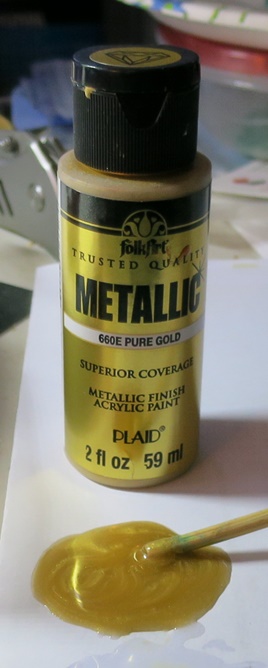 folkArt
TRUSTED QUALITY
METALLIC
660E PURE GOLD
SUPERIOR COVERAGE
METALLIC FINISH
ACRYLIC PAINT
PLAID®
2 fl oz 59 ml